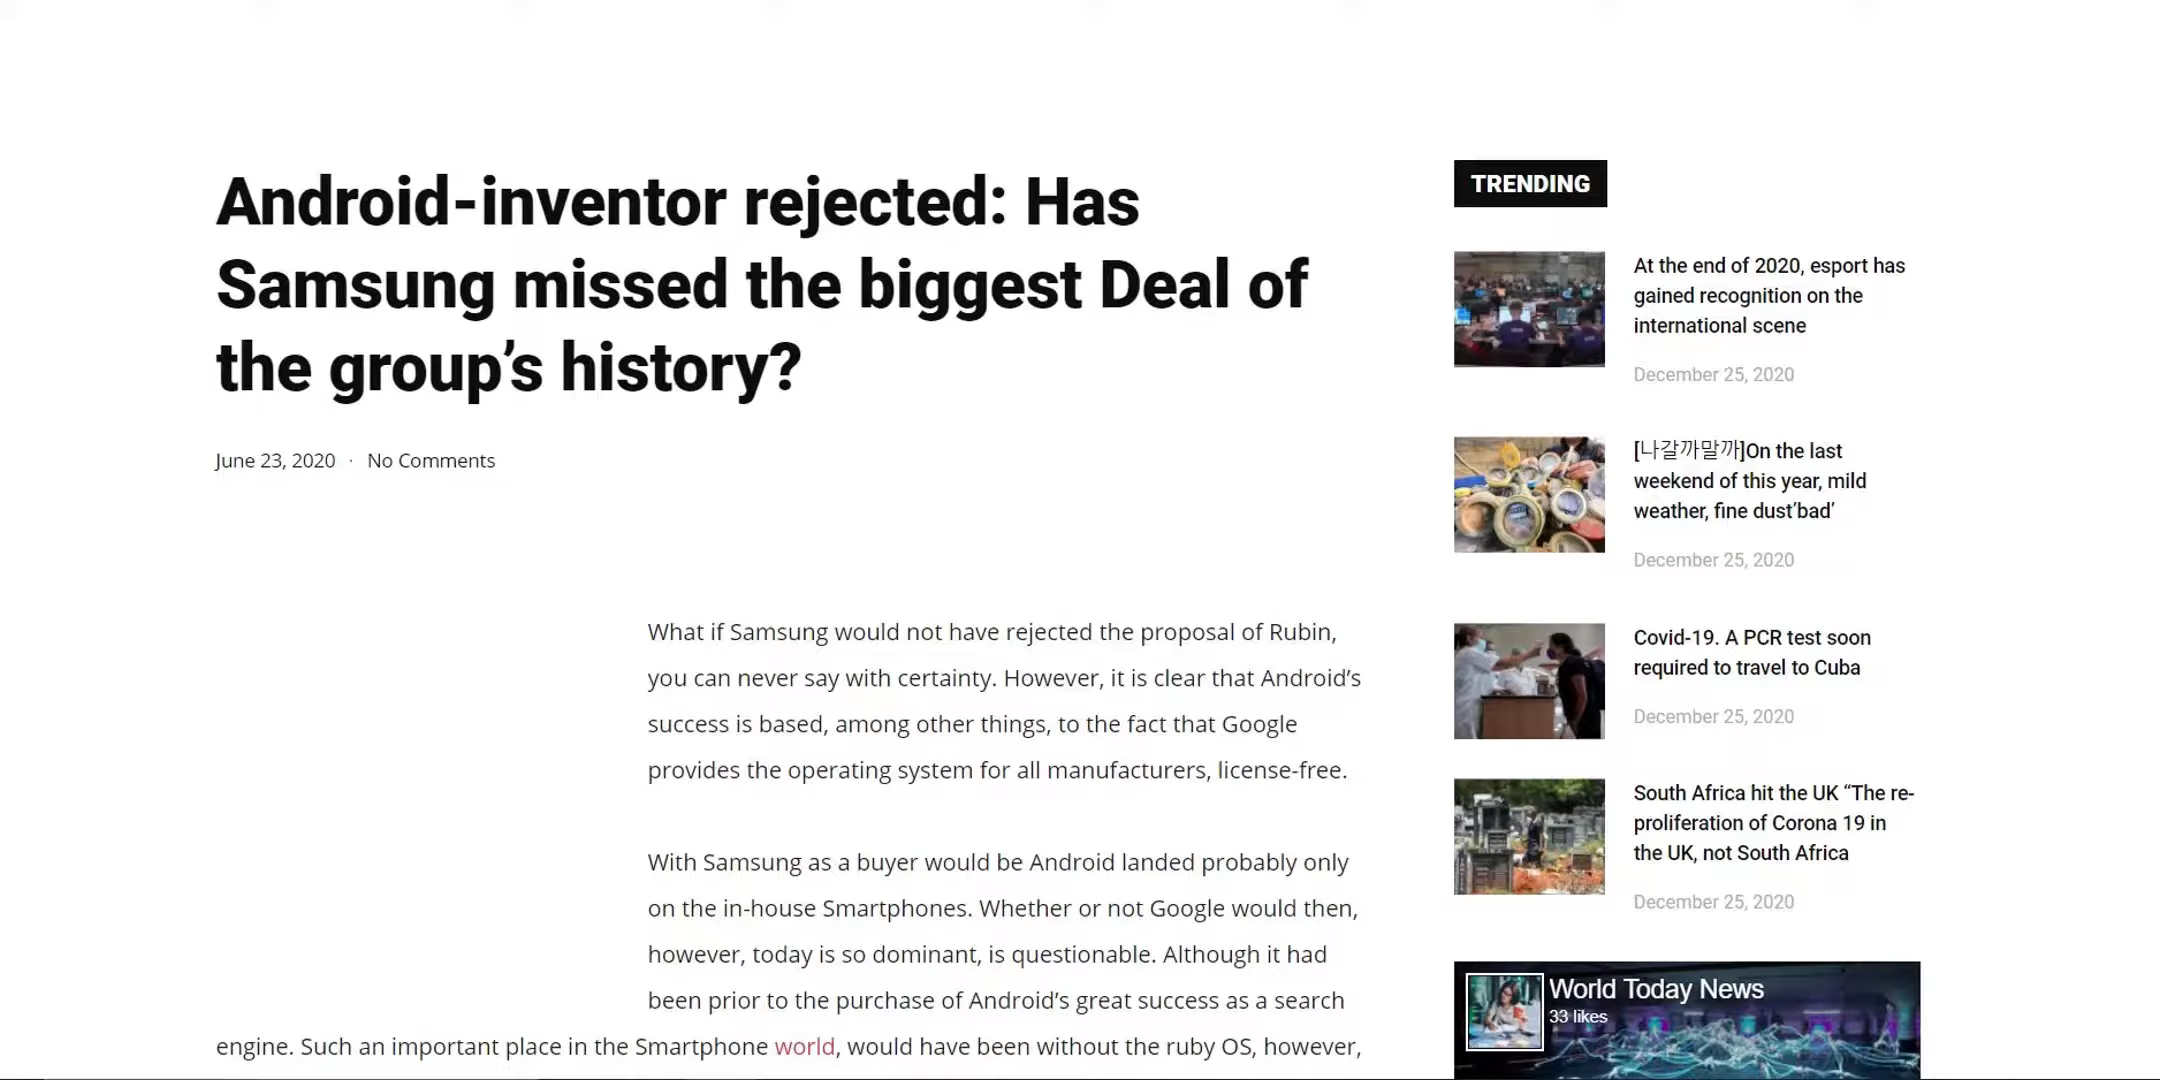 Android-inventor rejected: Has
Samsung missed the biggest Deal of
the group’s history?
June 23, 2020 · No Comments
What if Samsung would not have rejected the proposal of Rubin,
you can never say with certainty. However, it is clear that Android’s
success is based, among other things, to the fact that Google
provides the operating system for all manufacturers, license-free.
With Samsung as a buyer would be Android landed probably only
on the in-house Smartphones. Whether or not Google would then,
however, today is so dominant, is questionable. Although it had
been prior to the purchase of Android’s great success as a search
engine. Such an important place in the Smartphone world, would have been without the ruby OS, however,
TRENDING
At the end of 2020, esport has
gained recognition on the
international scene
December 25, 2020
[나갈까말까]On the last
weekend of this year, mild
weather, fine dust’bad’
December 25, 2020
Covid-19. A PCR test soon
required to travel to Cuba
December 25, 2020
South Africa hit the UK “The re-
proliferation of Corona 19 in
the UK, not South Africa
December 25, 2020
World Today News
33 likes